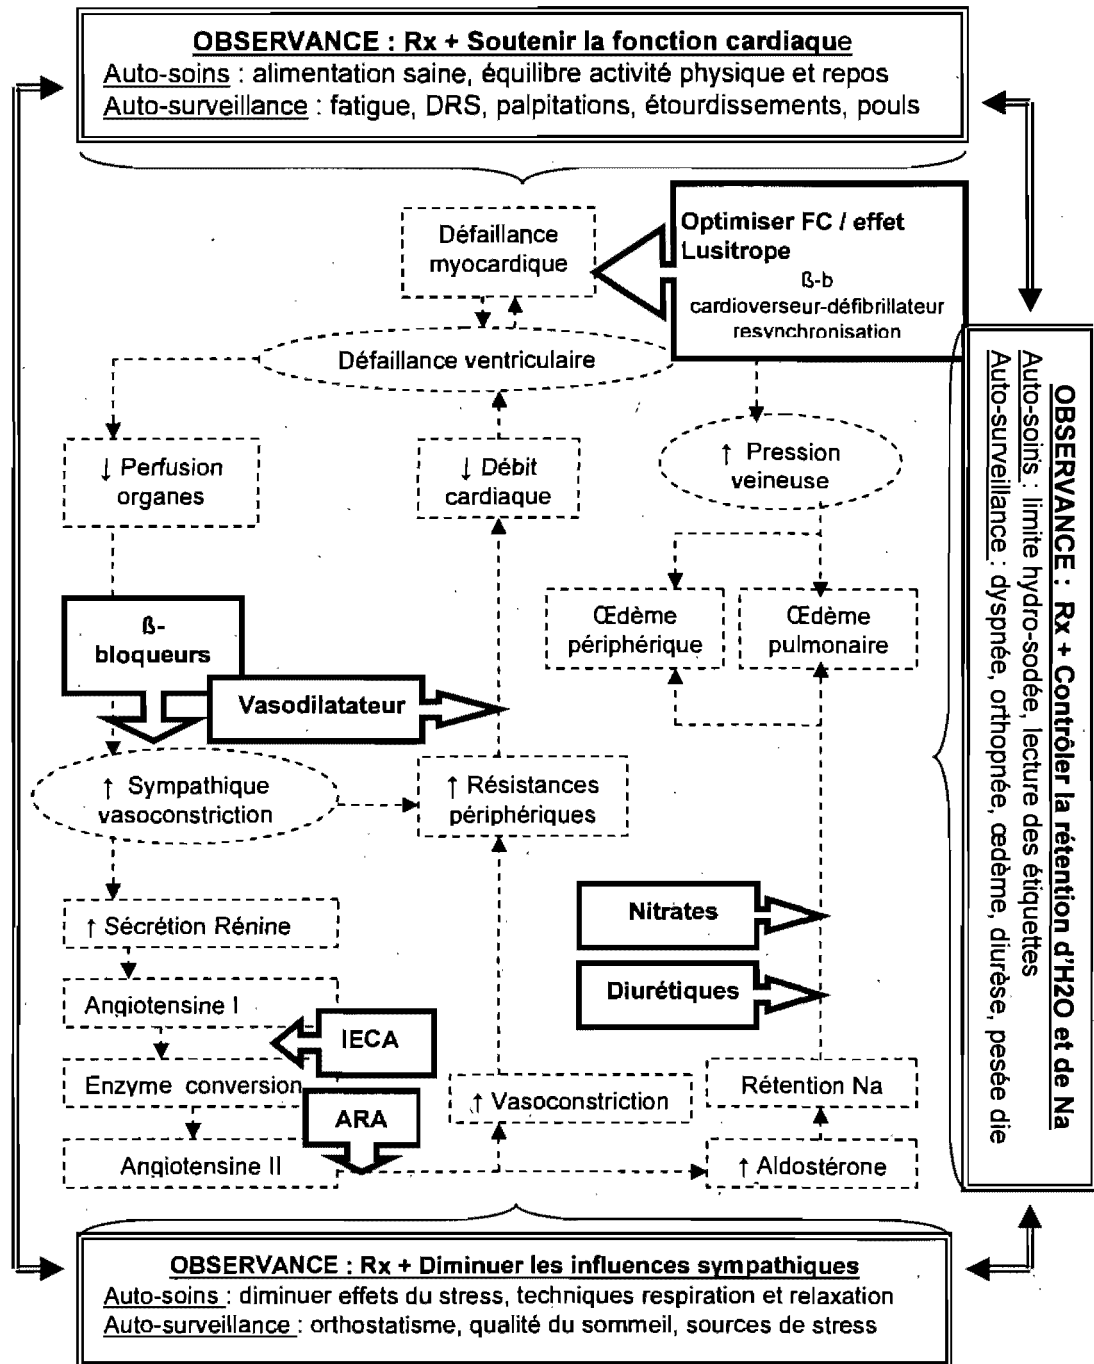 OBSERVANCE : Rx + Soutenir la fonction cardiaque
Auto-soins : alimentation saine, équilibre activité physique et repos
Auto-surveillance : fatigue, DRS, palpitations, étourdissements, pouls
Défaillance
myocardique
Optimiser FC / effet
Lusitrope
ß-b
cardioverseur-défibrillateur
resynchronisation
Défaillance ventriculaire
↓ Perfusion
organes
↓ Débit
cardiaque
↑ Pression
veineuse
Œdème
périphérique
Œdème
pulmonaire
ß-
bloqueurs
Vasodilatateur
↑ Sympathique
vasoconstriction
↑ Résistances
périphériques
↑ Sécrétion Rénine
Nitrates
Diurétiques
Angiotensine I
IECA
Enzyme conversion
ARA
↑ Vasoconstriction
Rétention Na
Angiotensine II
↑ Aldostérone
OBSERVANCE : Rx + Contrôler la rétention d'H2O et de Na
Auto-soins : limite hydro-sodée, lecture des étiquettes
Auto-surveillance : dyspnée, orthopnée, œdème, diurèse, pesée die
OBSERVANCE : Rx + Diminuer les influences sympathiques
Auto-soins : diminuer effets du stress, techniques respiration et relaxation
Auto-surveillance : orthostatisme, qualité du sommeil, sources de stress